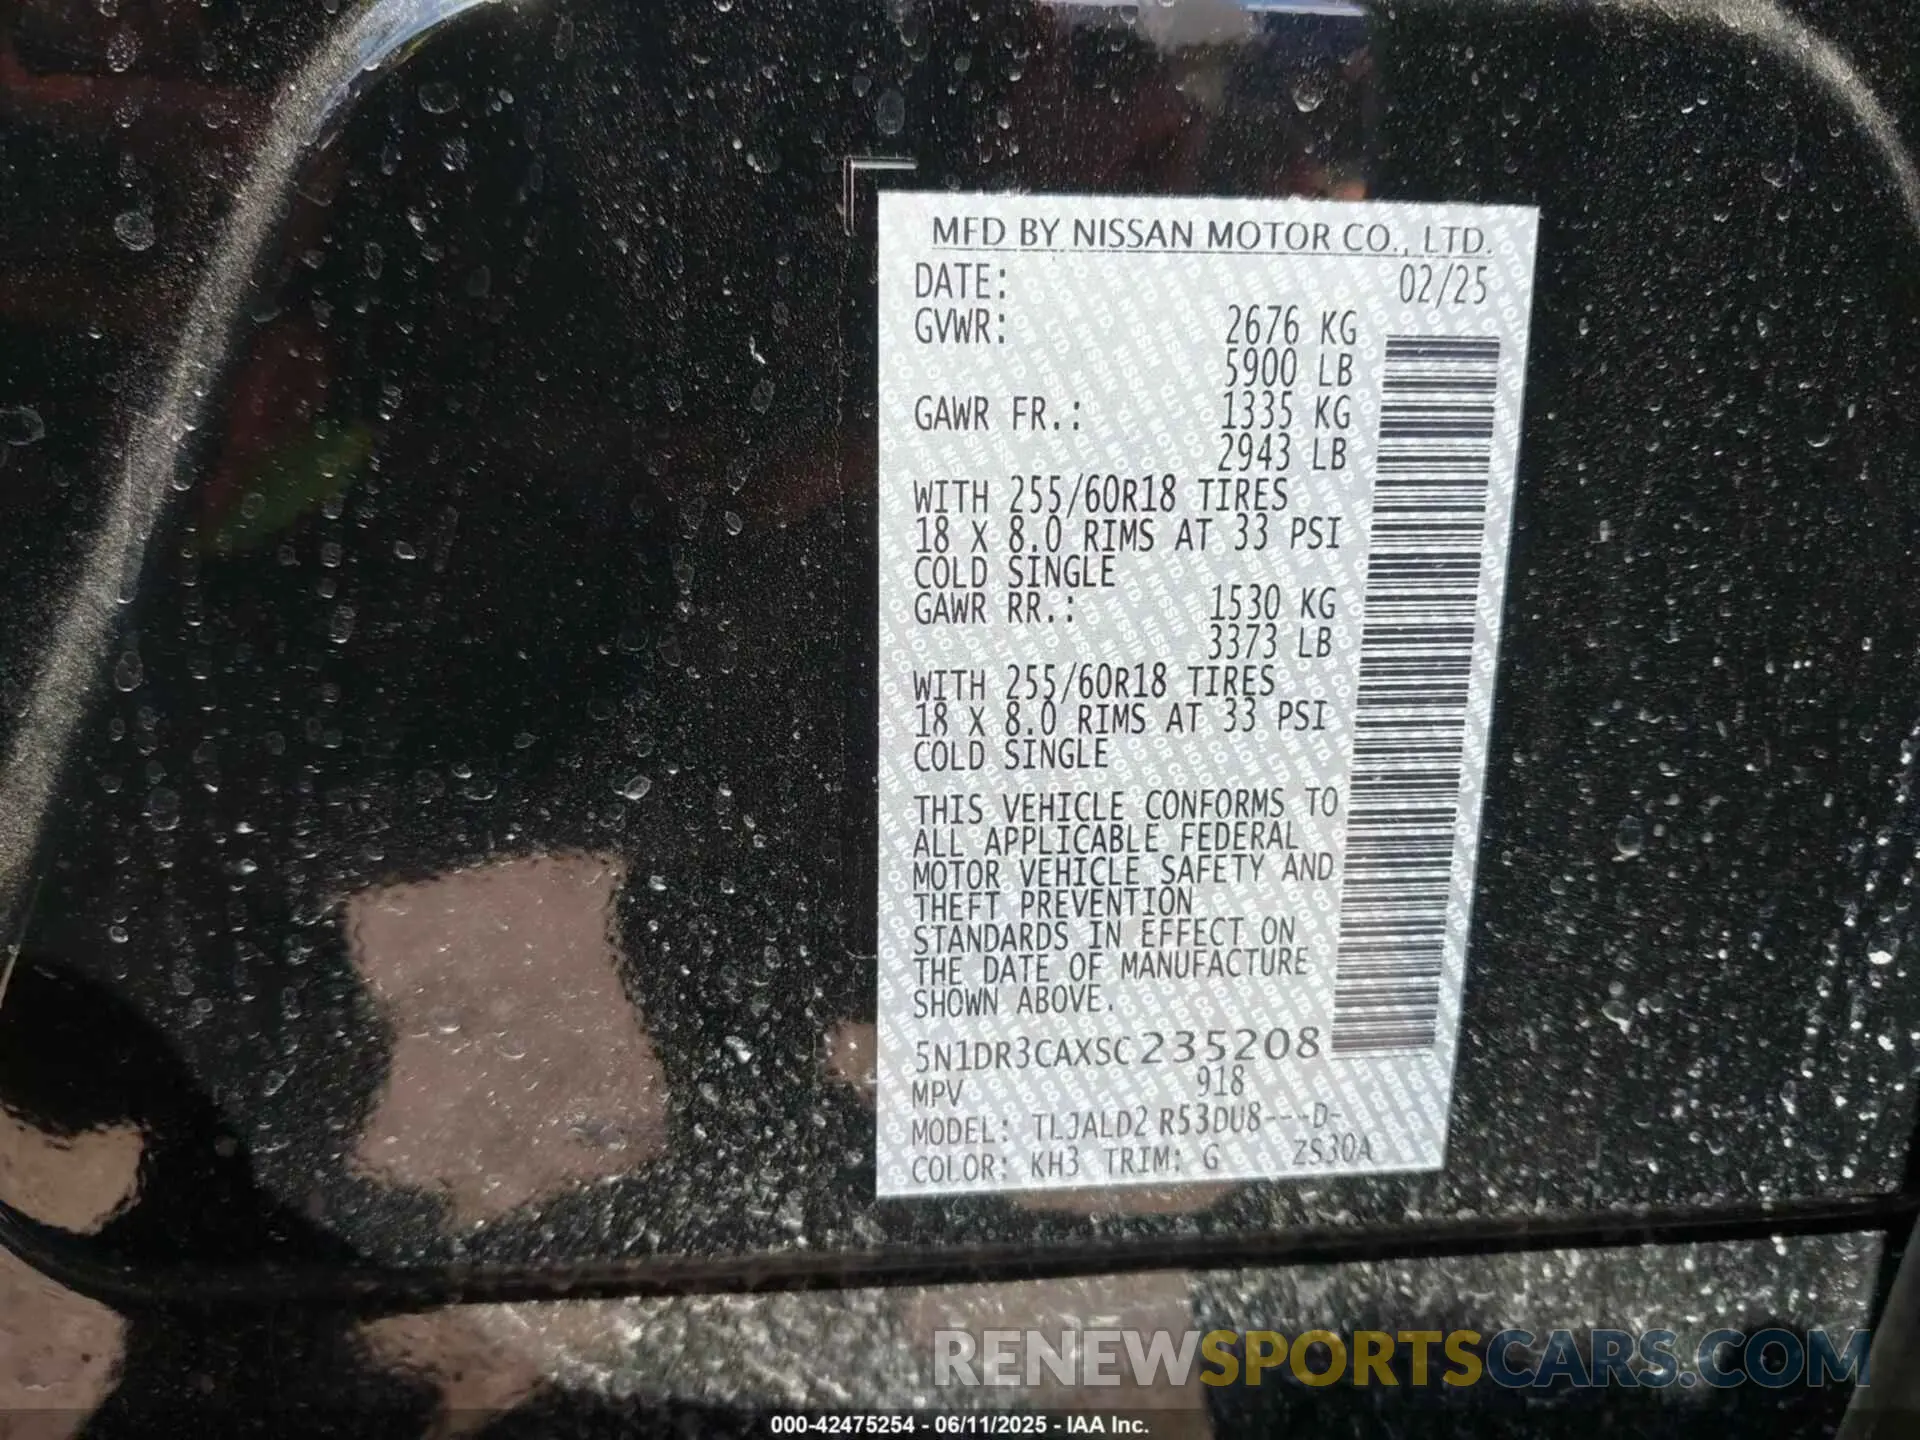 MFD BY NISSAN MOTOR CO., LTD.
DATE: 02/25
GVWR: 2676 KG
5900 LB
GAWR FR.: 1335 KG
2943 LB
WITH 255/60R18 TIRES
18 X 8.0 RIMS AT 33 PSI
COLD SINGLE
GAWR RR.: 1530 KG
3373 LB
WITH 255/60R18 TIRES
18 X 8.0 RIMS AT 33 PSI
COLD SINGLE
THIS VEHICLE CONFORMS TO
ALL APPLICABLE FEDERAL
MOTOR VEHICLE SAFETY AND
THEFT PREVENTION
STANDARDS IN EFFECT ON
THE DATE OF MANUFACTURE
SHOWN ABOVE.
5N1DR3CAXSC235208
MPV 918
MODEL: TLJALD2 R53DU8---D-
COLOR: KH3 TRIM: G ZS30A
RENEWSPORTSCARS.COM
000-42475254 - 06/11/2025 - IAA Inc.